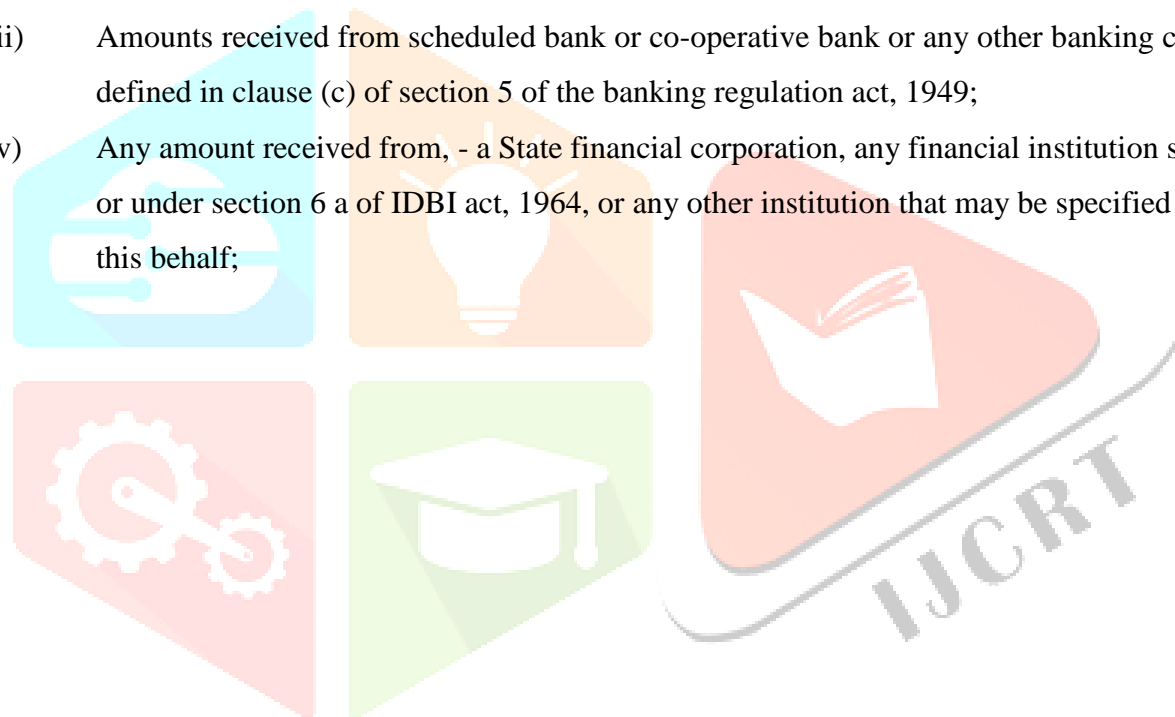 ii) Amounts received from scheduled bank or co-operative bank or any other banking c
defined in clause (c) of section 5 of the banking regulation act, 1949;
v) Any amount received from, - a State financial corporation, any financial institution s
or under section 6 a of IDBI act, 1964, or any other institution that may be specified
this behalf;
IJCRT